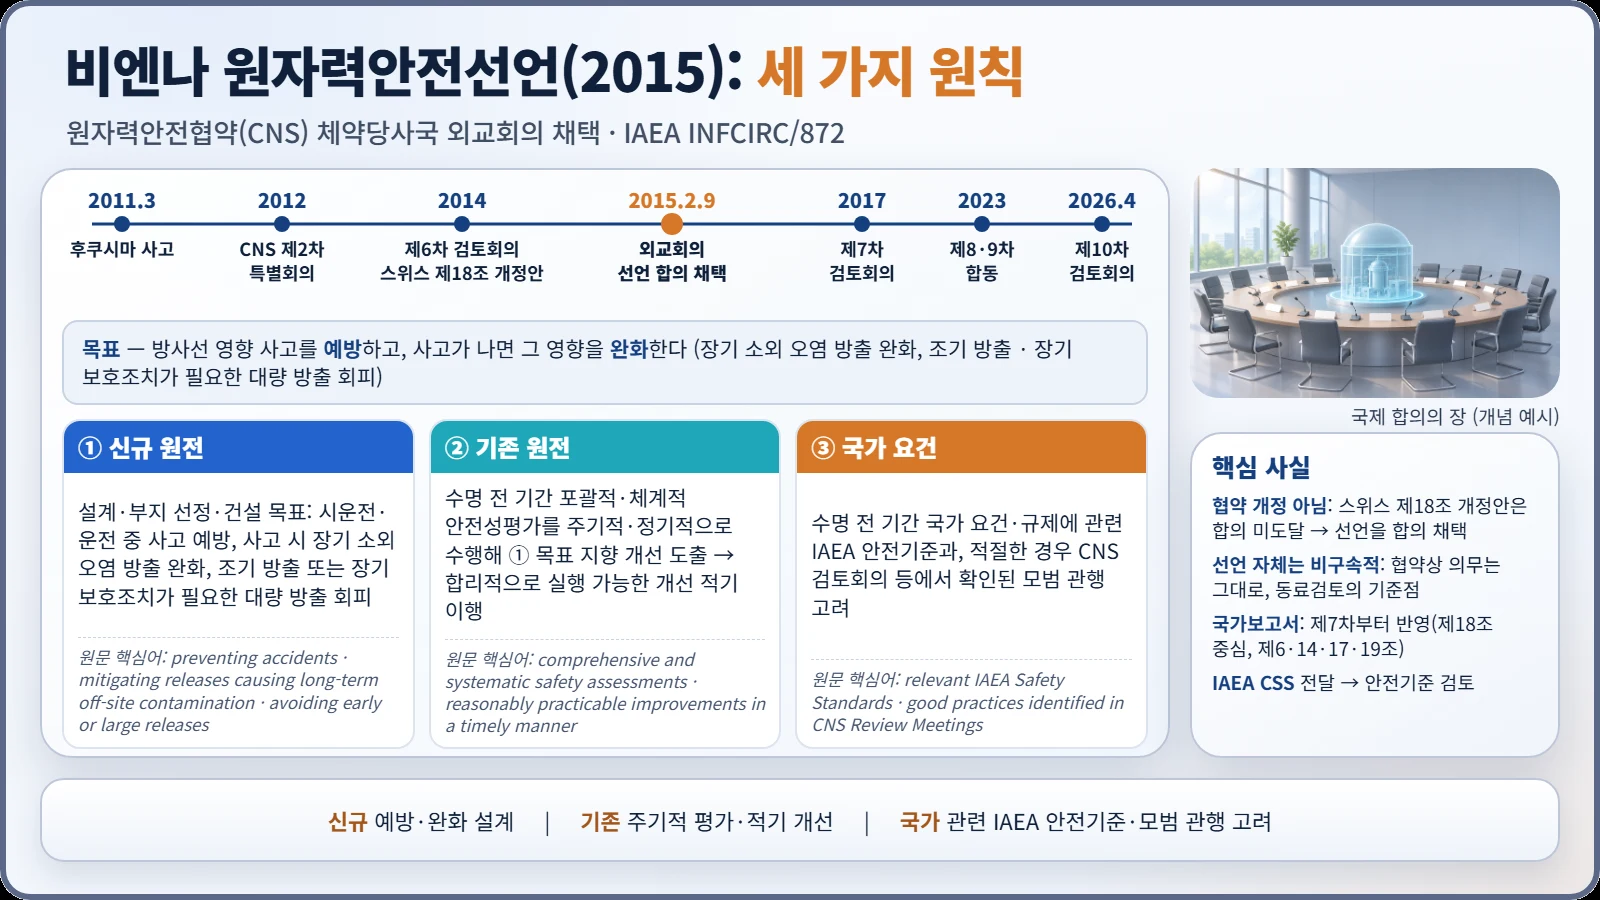 비엔나 원자력안전선언(2015): 세 가지 원칙
원자력안전협약(CNS) 체약당사국 외교회의 채택 · IAEA INFCIRC/872
2011.3
후쿠시마 사고
2012
CNS 제2차
특별회의
2014
제6차 검토회의
스위스 제18조 개정안
2015.2.9
외교회의
선언 합의 채택
2017
제7차
검토회의
2023
제8·9차
합동
2026.4
제10차
검토회의
목표 — 방사선 영향 사고를 예방하고, 사고가 나면 그 영향을 완화한다 (장기 소외 오염 방출 완화, 조기 방출 · 장기
보호조치가 필요한 대량 방출 회피)
① 신규 원전
설계·부지 선정·건설 목표: 시운전·
운전 중 사고 예방, 사고 시 장기 소외
오염 방출 완화, 조기 방출 또는 장기
보호조치가 필요한 대량 방출 회피
원문 핵심어: preventing accidents ·
mitigating releases causing long-term
off-site contamination · avoiding early
or large releases
② 기존 원전
수명 전 기간 포괄적·체계적
안전성평가를 주기적·정기적으로
수행해 ① 목표 지향 개선 도출 →
합리적으로 실행 가능한 개선 적기
이행
원문 핵심어: comprehensive and
systematic safety assessments ·
reasonably practicable improvements in
a timely manner
③ 국가 요건
수명 전 기간 국가 요건·규제에 관련
IAEA 안전기준과, 적절한 경우 CNS
검토회의 등에서 확인된 모범 관행
고려
원문 핵심어: relevant IAEA Safety
Standards · good practices identified in
CNS Review Meetings
국제 합의의 장 (개념 예시)
핵심 사실
협약 개정 아님: 스위스 제18조 개정안은
합의 미도달 → 선언을 합의 채택
선언 자체는 비구속적: 협약상 의무는
그대로, 동료검토의 기준점
국가보고서: 제7차부터 반영(제18조
중심, 제6·14·17·19조)
IAEA CSS 전달 → 안전기준 검토
신규 예방·완화 설계 | 기존 주기적 평가·적기 개선 | 국가 관련 IAEA 안전기준·모범 관행 고려